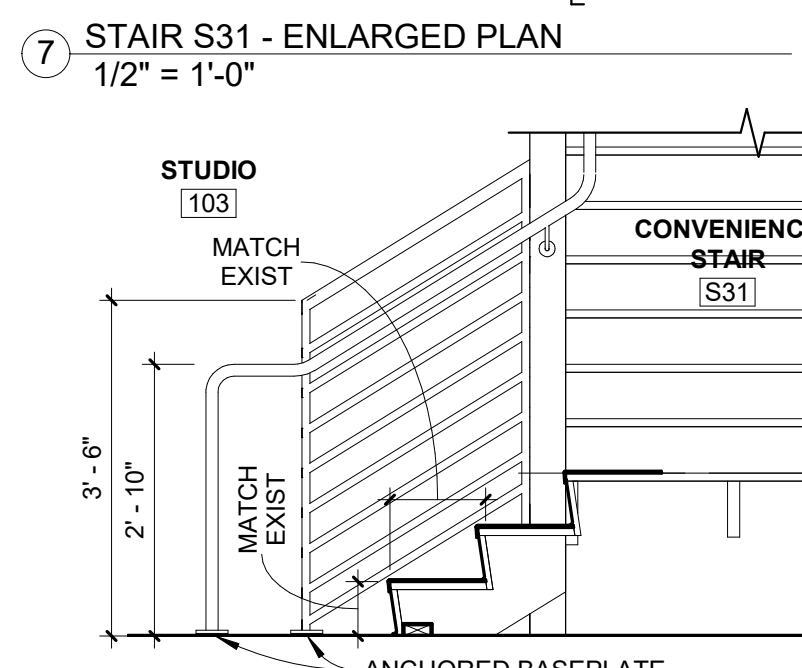 7
STAIR S31 - ENLARGED PLAN
1/2" = 1'-0"
STUDIO
103
MATCH
EXIST
CONVENIENC
STAIR
S31
3' - 6"
2' - 10"
MATCH
EXIST
ANCHORED BASEPLATE